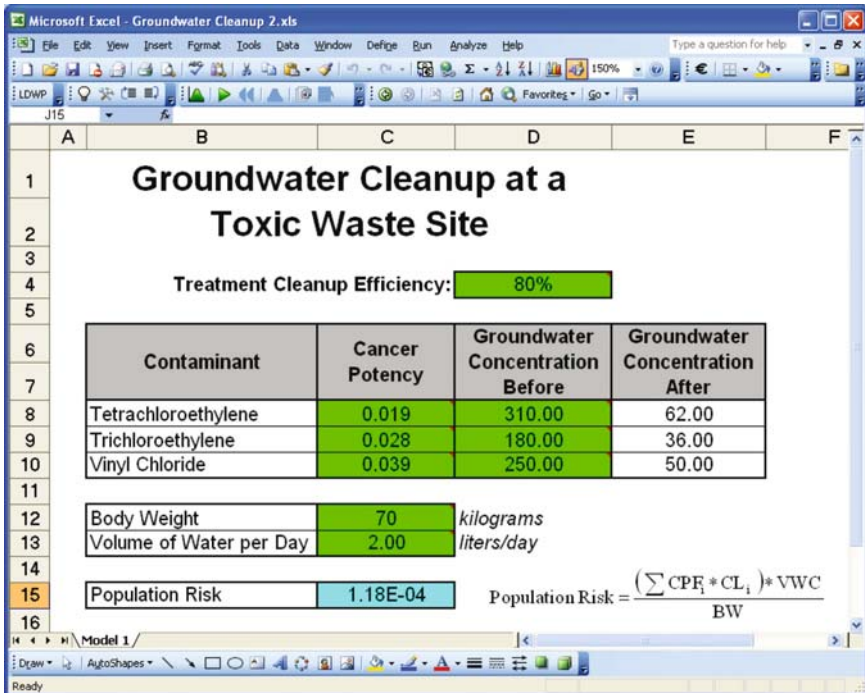 Microsoft Excel - Groundwater Cleanup 2.xls
File Edit View Insert Format Tools Data Window Define Run Analyze Help
Type a question for help
150%
LDWP
Favorites Go
J15 fx
A B C D E F
1 Groundwater Cleanup at a
2 Toxic Waste Site
3
4 Treatment Cleanup Efficiency: 80%
5
6 Contaminant Cancer Groundwater Groundwater
Potency Concentration Concentration
7 Before After
8 Tetrachloroethylene 0.019 310.00 62.00
9 Trichloroethylene 0.028 180.00 36.00
10 Vinyl Chloride 0.039 250.00 50.00
11
12 Body Weight 70 kilograms
13 Volume of Water per Day 2.00 liters/day
14
15 Population Risk 1.18E-04 Population Risk = (∑ CPFi * CLi) * VWC / BW
16
Model 1
Draw AutoShapes
Ready